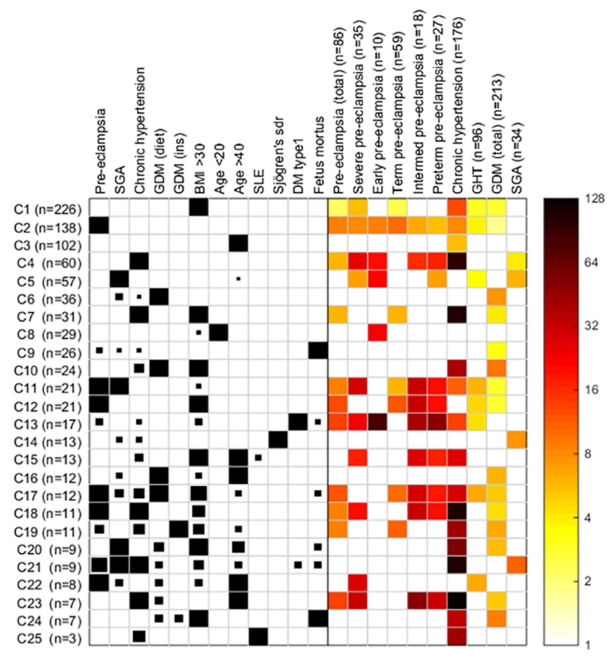 Pre-eclampsia
SGA
Chronic hypertension
GDM (diet)
GDM (ins)
BMI >30
Age <20
Age >40
SLE
Sjögren's sdr
DM type1
Fetus mortus
Pre-eclampsia (total) (n=86)
Severe pre-eclampsia (n=35)
Early pre-eclampsia (n=10)
Term pre-eclampsia (n=59)
Intermed pre-eclampsia (n=18)
Preterm pre-eclampsia (n=27)
Chronic hypertension (n=176)
GHT (n=96)
GDM (total) (n=213)
SGA (n=34)
C1 (n=226)
C2 (n=138)
C3 (n=102)
C4 (n=60)
C5 (n=57)
C6 (n=36)
C7 (n=31)
C8 (n=29)
C9 (n=26)
C10 (n=24)
C11 (n=21)
C12 (n=21)
C13 (n=17)
C14 (n=13)
C15 (n=13)
C16 (n=12)
C17 (n=12)
C18 (n=11)
C19 (n=11)
C20 (n=9)
C21 (n=9)
C22 (n=8)
C23 (n=7)
C24 (n=7)
C25 (n=3)
128
64
32
16
8
4
2
1